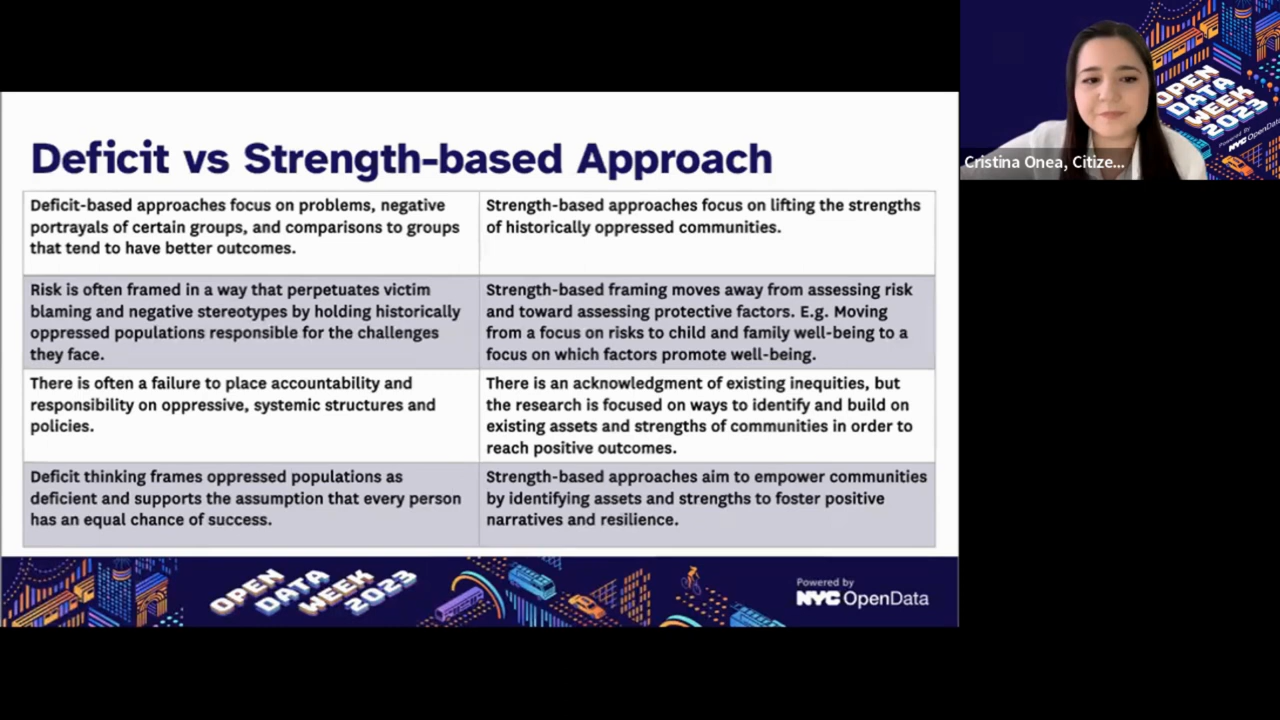 Deficit vs Strength-based Approach
Deficit-based approaches focus on problems, negative
portrayals of certain groups, and comparisons to groups
that tend to have better outcomes.
Strength-based approaches focus on lifting the strengths
of historically oppressed communities.
Risk is often framed in a way that perpetuates victim
blaming and negative stereotypes by holding historically
oppressed populations responsible for the challenges
they face.
Strength-based framing moves away from assessing risk
and toward assessing protective factors. E.g. Moving
from a focus on risks to child and family well-being to a
focus on which factors promote well-being.
There is often a failure to place accountability and
responsibility on oppressive, systemic structures and
policies.
There is an acknowledgment of existing inequities, but
the research is focused on ways to identify and build on
existing assets and strengths of communities in order to
reach positive outcomes.
Deficit thinking frames oppressed populations as
deficient and supports the assumption that every person
has an equal chance of success.
Strength-based approaches aim to empower communities
by identifying assets and strengths to foster positive
narratives and resilience.
OPEN
DATA
WEEK
2023
Powered by
NYC OpenData
OPEN
DATA
WEEK
2023
Powered By
NYC OpenData
Cristina Onea, Citize...